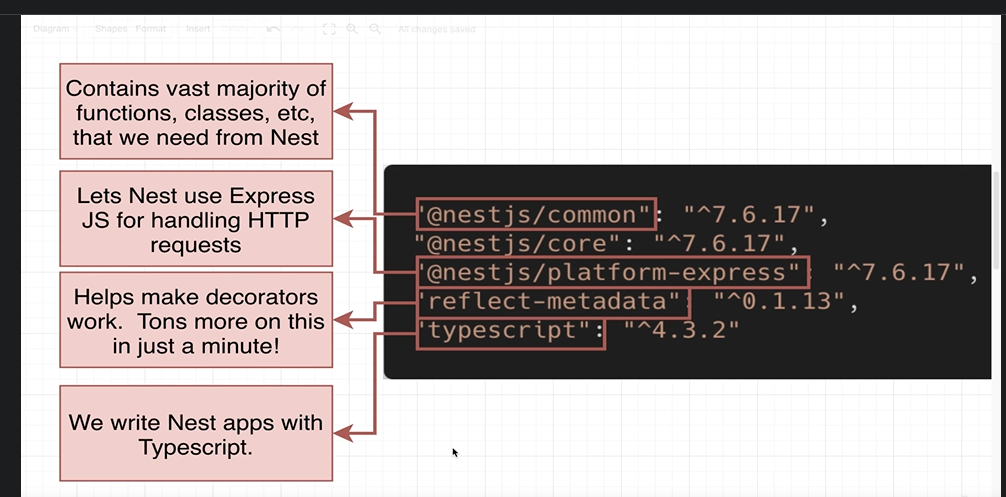 Diagram Shapes Format Insert
All changes saved
Contains vast majority of
functions, classes, etc,
that we need from Nest
Lets Nest use Express
JS for handling HTTP
requests
Helps make decorators
work. Tons more on this
in just a minute!
We write Nest apps with
Typescript.
"@nestjs/common": "^7.6.17",
"@nestjs/core": "^7.6.17",
"@nestjs/platform-express": "^7.6.17",
"reflect-metadata": "^0.1.13",
"typescript": "^4.3.2"